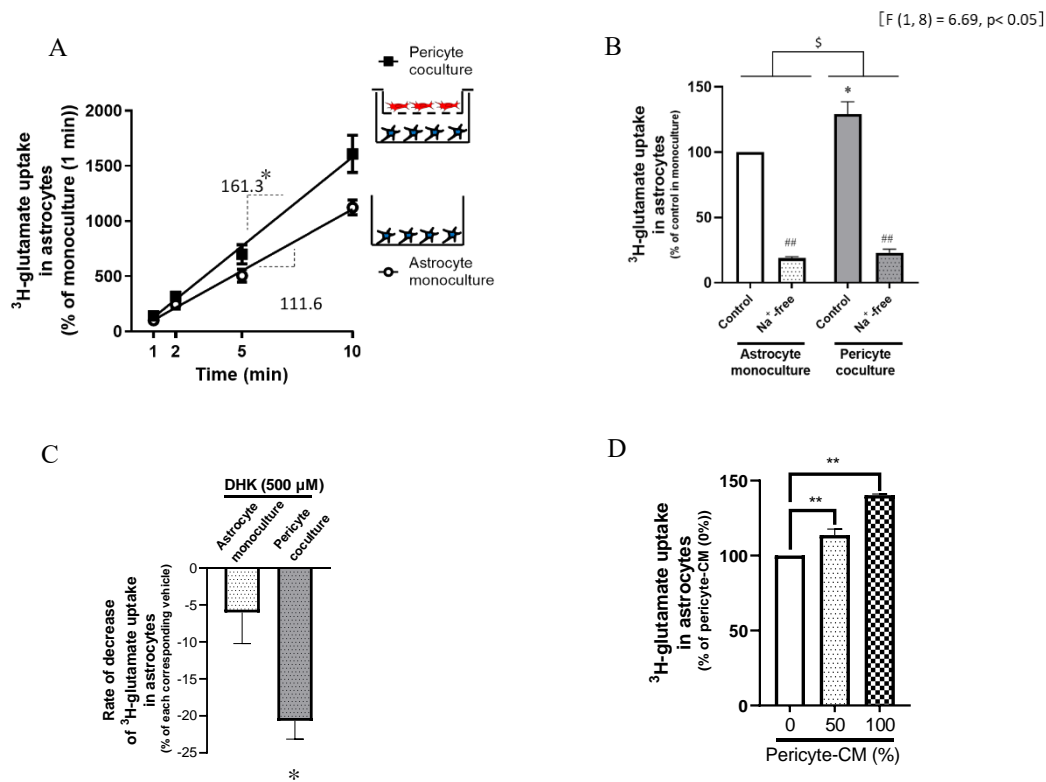 [F (1, 8) = 6.69, p< 0.05]
A
Pericyte
coculture
³H-glutamate uptake
in astrocytes
(% of monoculture (1 min))
2000
1500
1000
500
0
161.3
*
111.6
1 2 5 10
Time (min)
Astrocyte
monoculture
B
$
³H-glutamate uptake
in astrocytes
(% of control in monoculture)
150
100
50
0
*
##
##
Control
Na⁺-free
Control
Na⁺-free
Astrocyte
monoculture
Pericyte
coculture
C
DHK (500 µM)
Astrocyte
monoculture
Pericyte
coculture
Rate of decrease
of ³H-glutamate uptake
in astrocytes
(% of each corresponding vehicle)
0
-5
-10
-15
-20
-25
*
D
³H-glutamate uptake
in astrocytes
(% of pericyte-CM (0%))
150
100
50
0
**
**
0 50 100
Pericyte-CM (%)